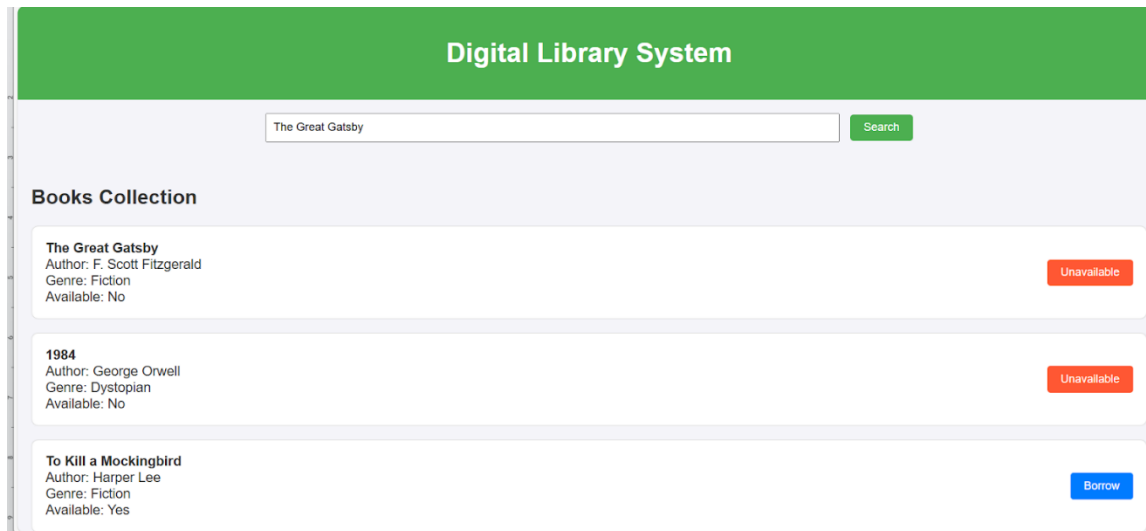 Digital Library System
The Great Gatsby
Search
Books Collection
The Great Gatsby
Author: F. Scott Fitzgerald
Genre: Fiction
Available: No
Unavailable
1984
Author: George Orwell
Genre: Dystopian
Available: No
Unavailable
To Kill a Mockingbird
Author: Harper Lee
Genre: Fiction
Available: Yes
Borrow